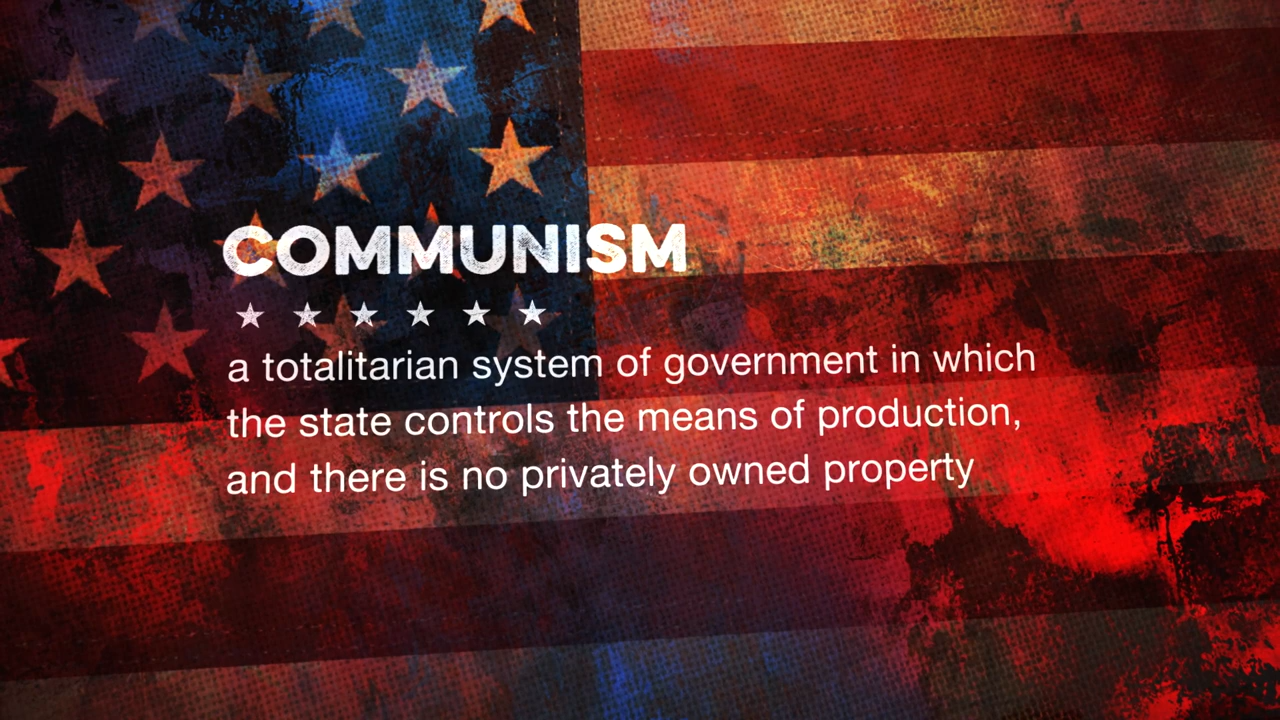 COMMUNISM
a totalitarian system of government in which
the state controls the means of production,
and there is no privately owned property